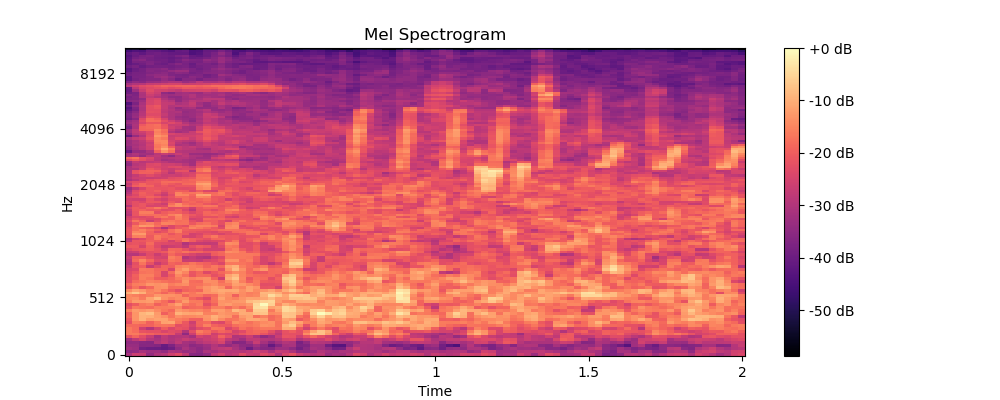 Mel Spectrogram
Hz
8192
4096
2048
1024
512
0
0 0.5 1 1.5 2
Time
+0 dB
-10 dB
-20 dB
-30 dB
-40 dB
-50 dB